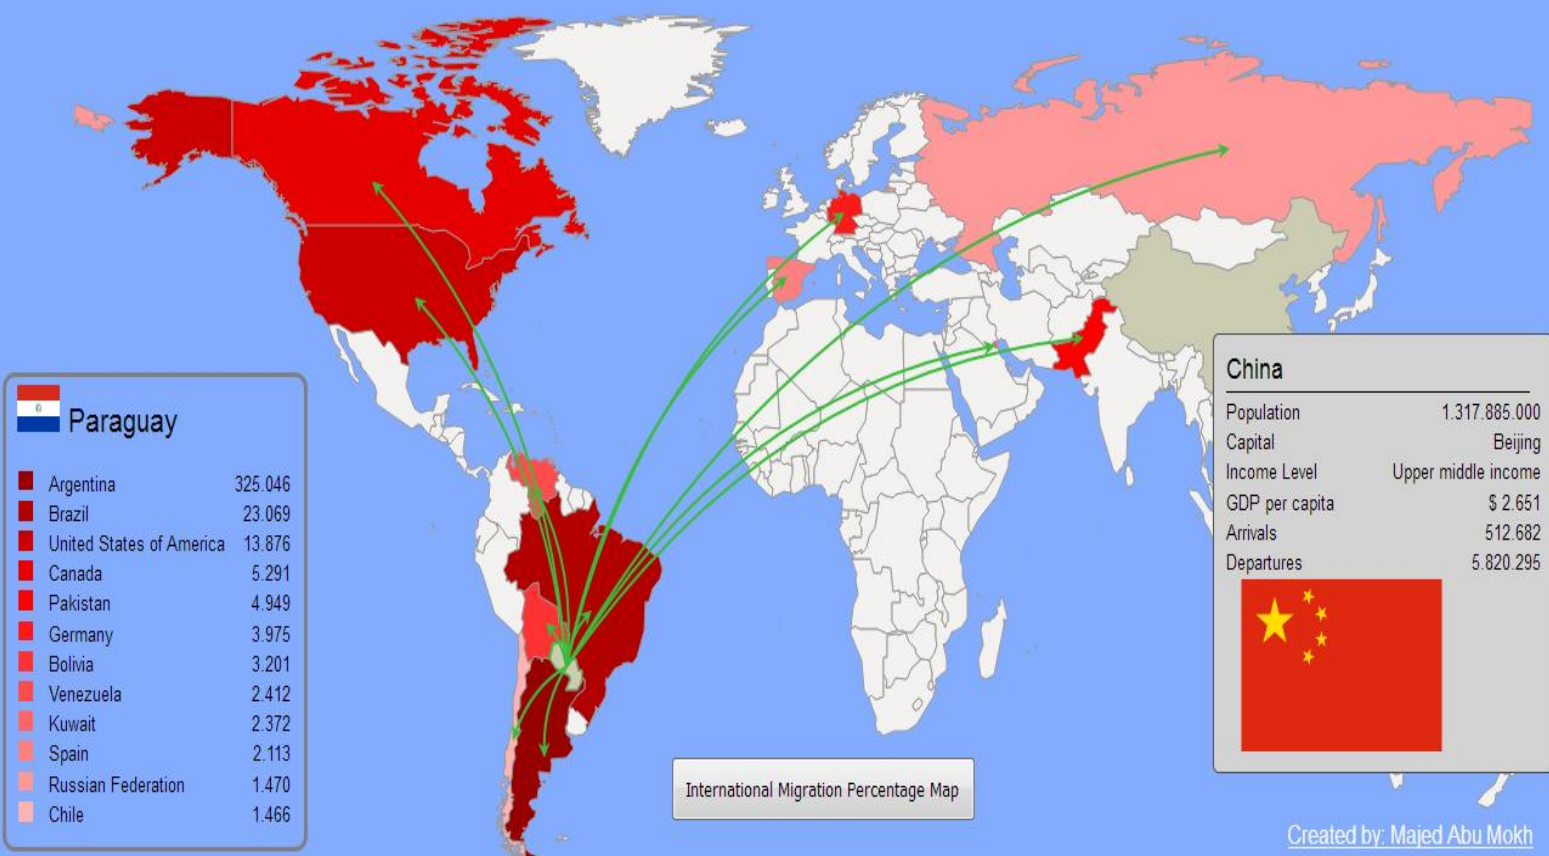 Paraguay
Argentina 325.046
Brazil 23.069
United States of America 13.876
Canada 5.291
Pakistan 4.949
Germany 3.975
Bolivia 3.201
Venezuela 2.412
Kuwait 2.372
Spain 2.113
Russian Federation 1.470
Chile 1.466
China
Population 1.317.885.000
Capital Beijing
Income Level Upper middle income
GDP per capita $ 2.651
Arrivals 512.682
Departures 5.820.295
International Migration Percentage Map
Created by: Majed Abu Mokh